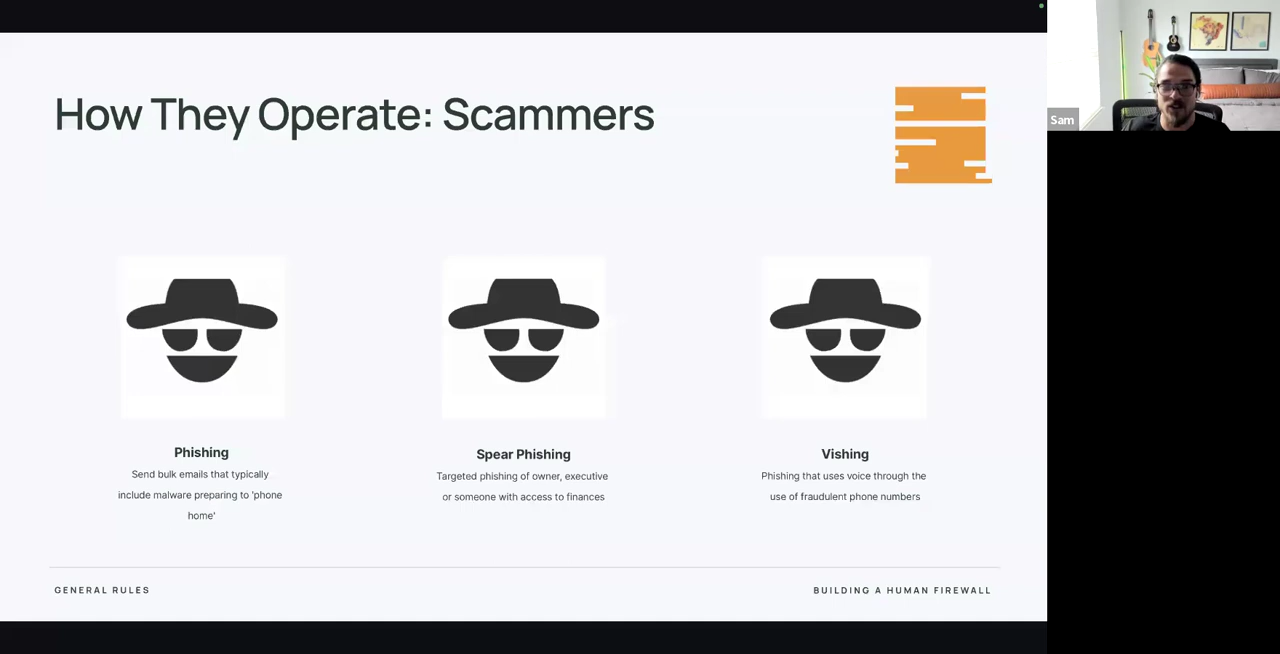 How They Operate: Scammers
Sam
Phishing
Send bulk emails that typically
include malware preparing to 'phone
home'
Spear Phishing
Targeted phishing of owner, executive
or someone with access to finances
Vishing
Phishing that uses voice through the
use of fraudulent phone numbers
GENERAL RULES
BUILDING A HUMAN FIREWALL